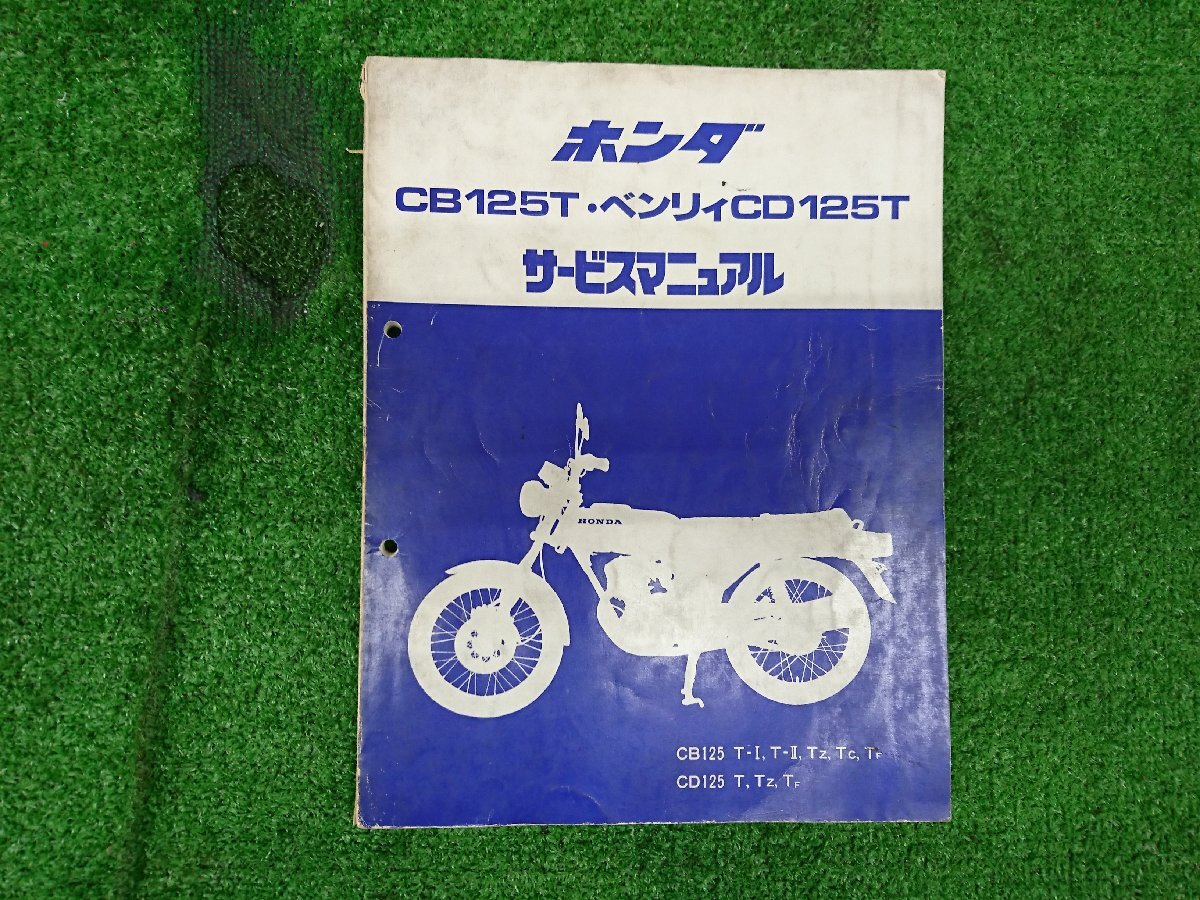 ホンダ
CB125T・ベンリィCD125T
サービスマニュアル
HONDA
CB125 T-I, T-II, Tz, Tc, TF
CD125 T, Tz, TF